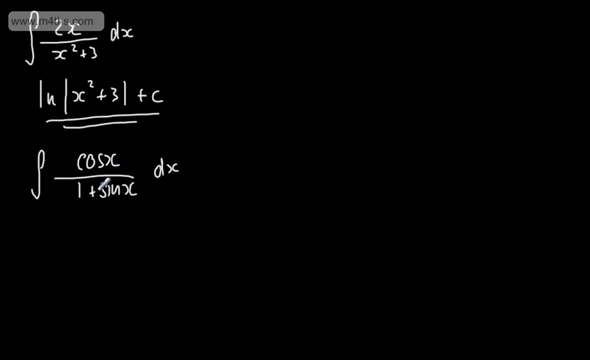 www.m4ths.com
∫ 2x / x² + 3 dx
ln |x² + 3| + c
∫ cosx / 1 + sinx dx